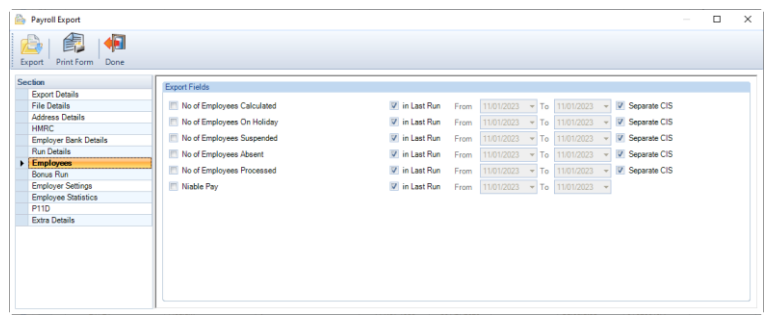 Payroll Export
Export Print Form Done
Section
Export Details
File Details
Address Details
HMRC
Employer Bank Details
Run Details
Employees
Bonus Run
Employer Settings
Employee Statistics
P11D
Extra Details
Export Fields
No of Employees Calculated in Last Run From 11/01/2023 To 11/01/2023 Separate CIS
No of Employees On Holiday in Last Run From 11/01/2023 To 11/01/2023 Separate CIS
No of Employees Suspended in Last Run From 11/01/2023 To 11/01/2023 Separate CIS
No of Employees Absent in Last Run From 11/01/2023 To 11/01/2023 Separate CIS
No of Employees Processed in Last Run From 11/01/2023 To 11/01/2023 Separate CIS
Niable Pay in Last Run From 11/01/2023 To 11/01/2023